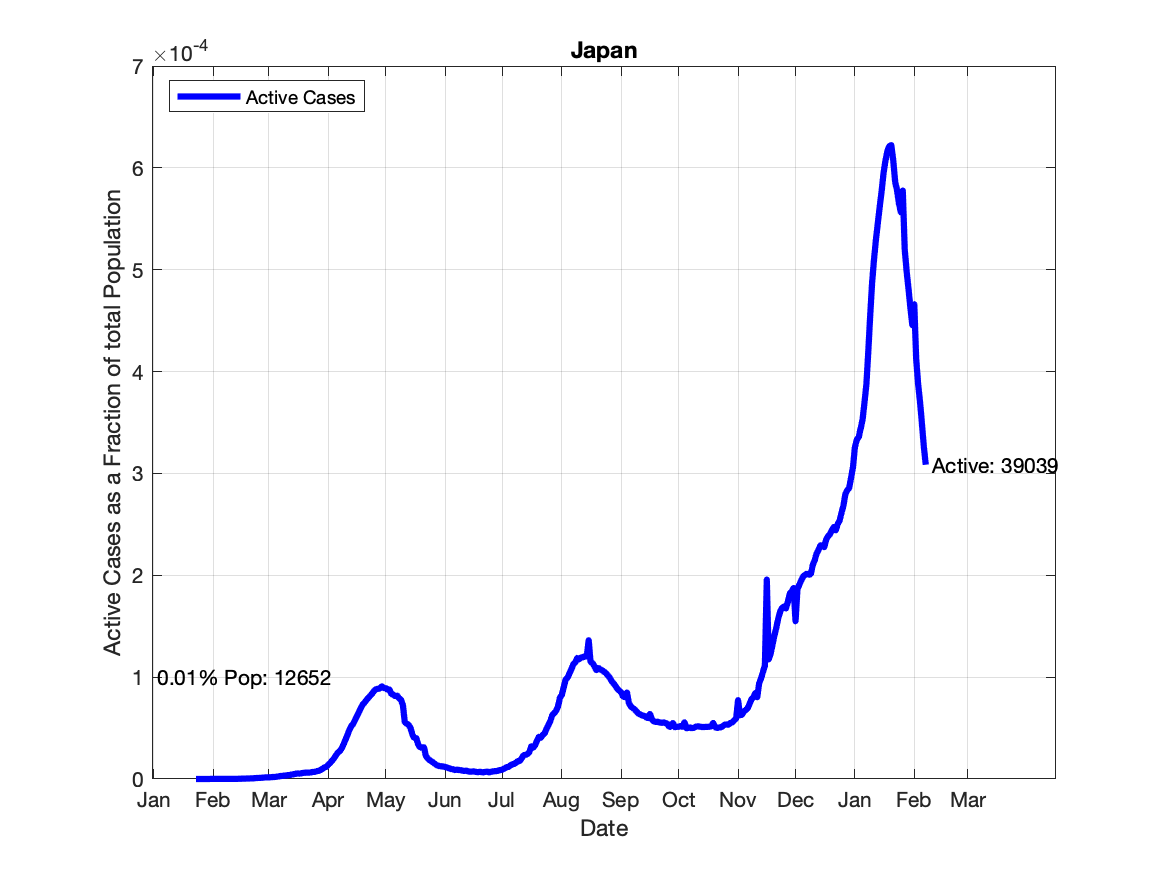 Japan
×10-4
Active Cases
7
6
5
4
3
2
1
0
Active Cases as a Fraction of total Population
0.01% Pop: 12652
Active: 39039
Jan Feb Mar Apr May Jun Jul Aug Sep Oct Nov Dec Jan Feb Mar
Date